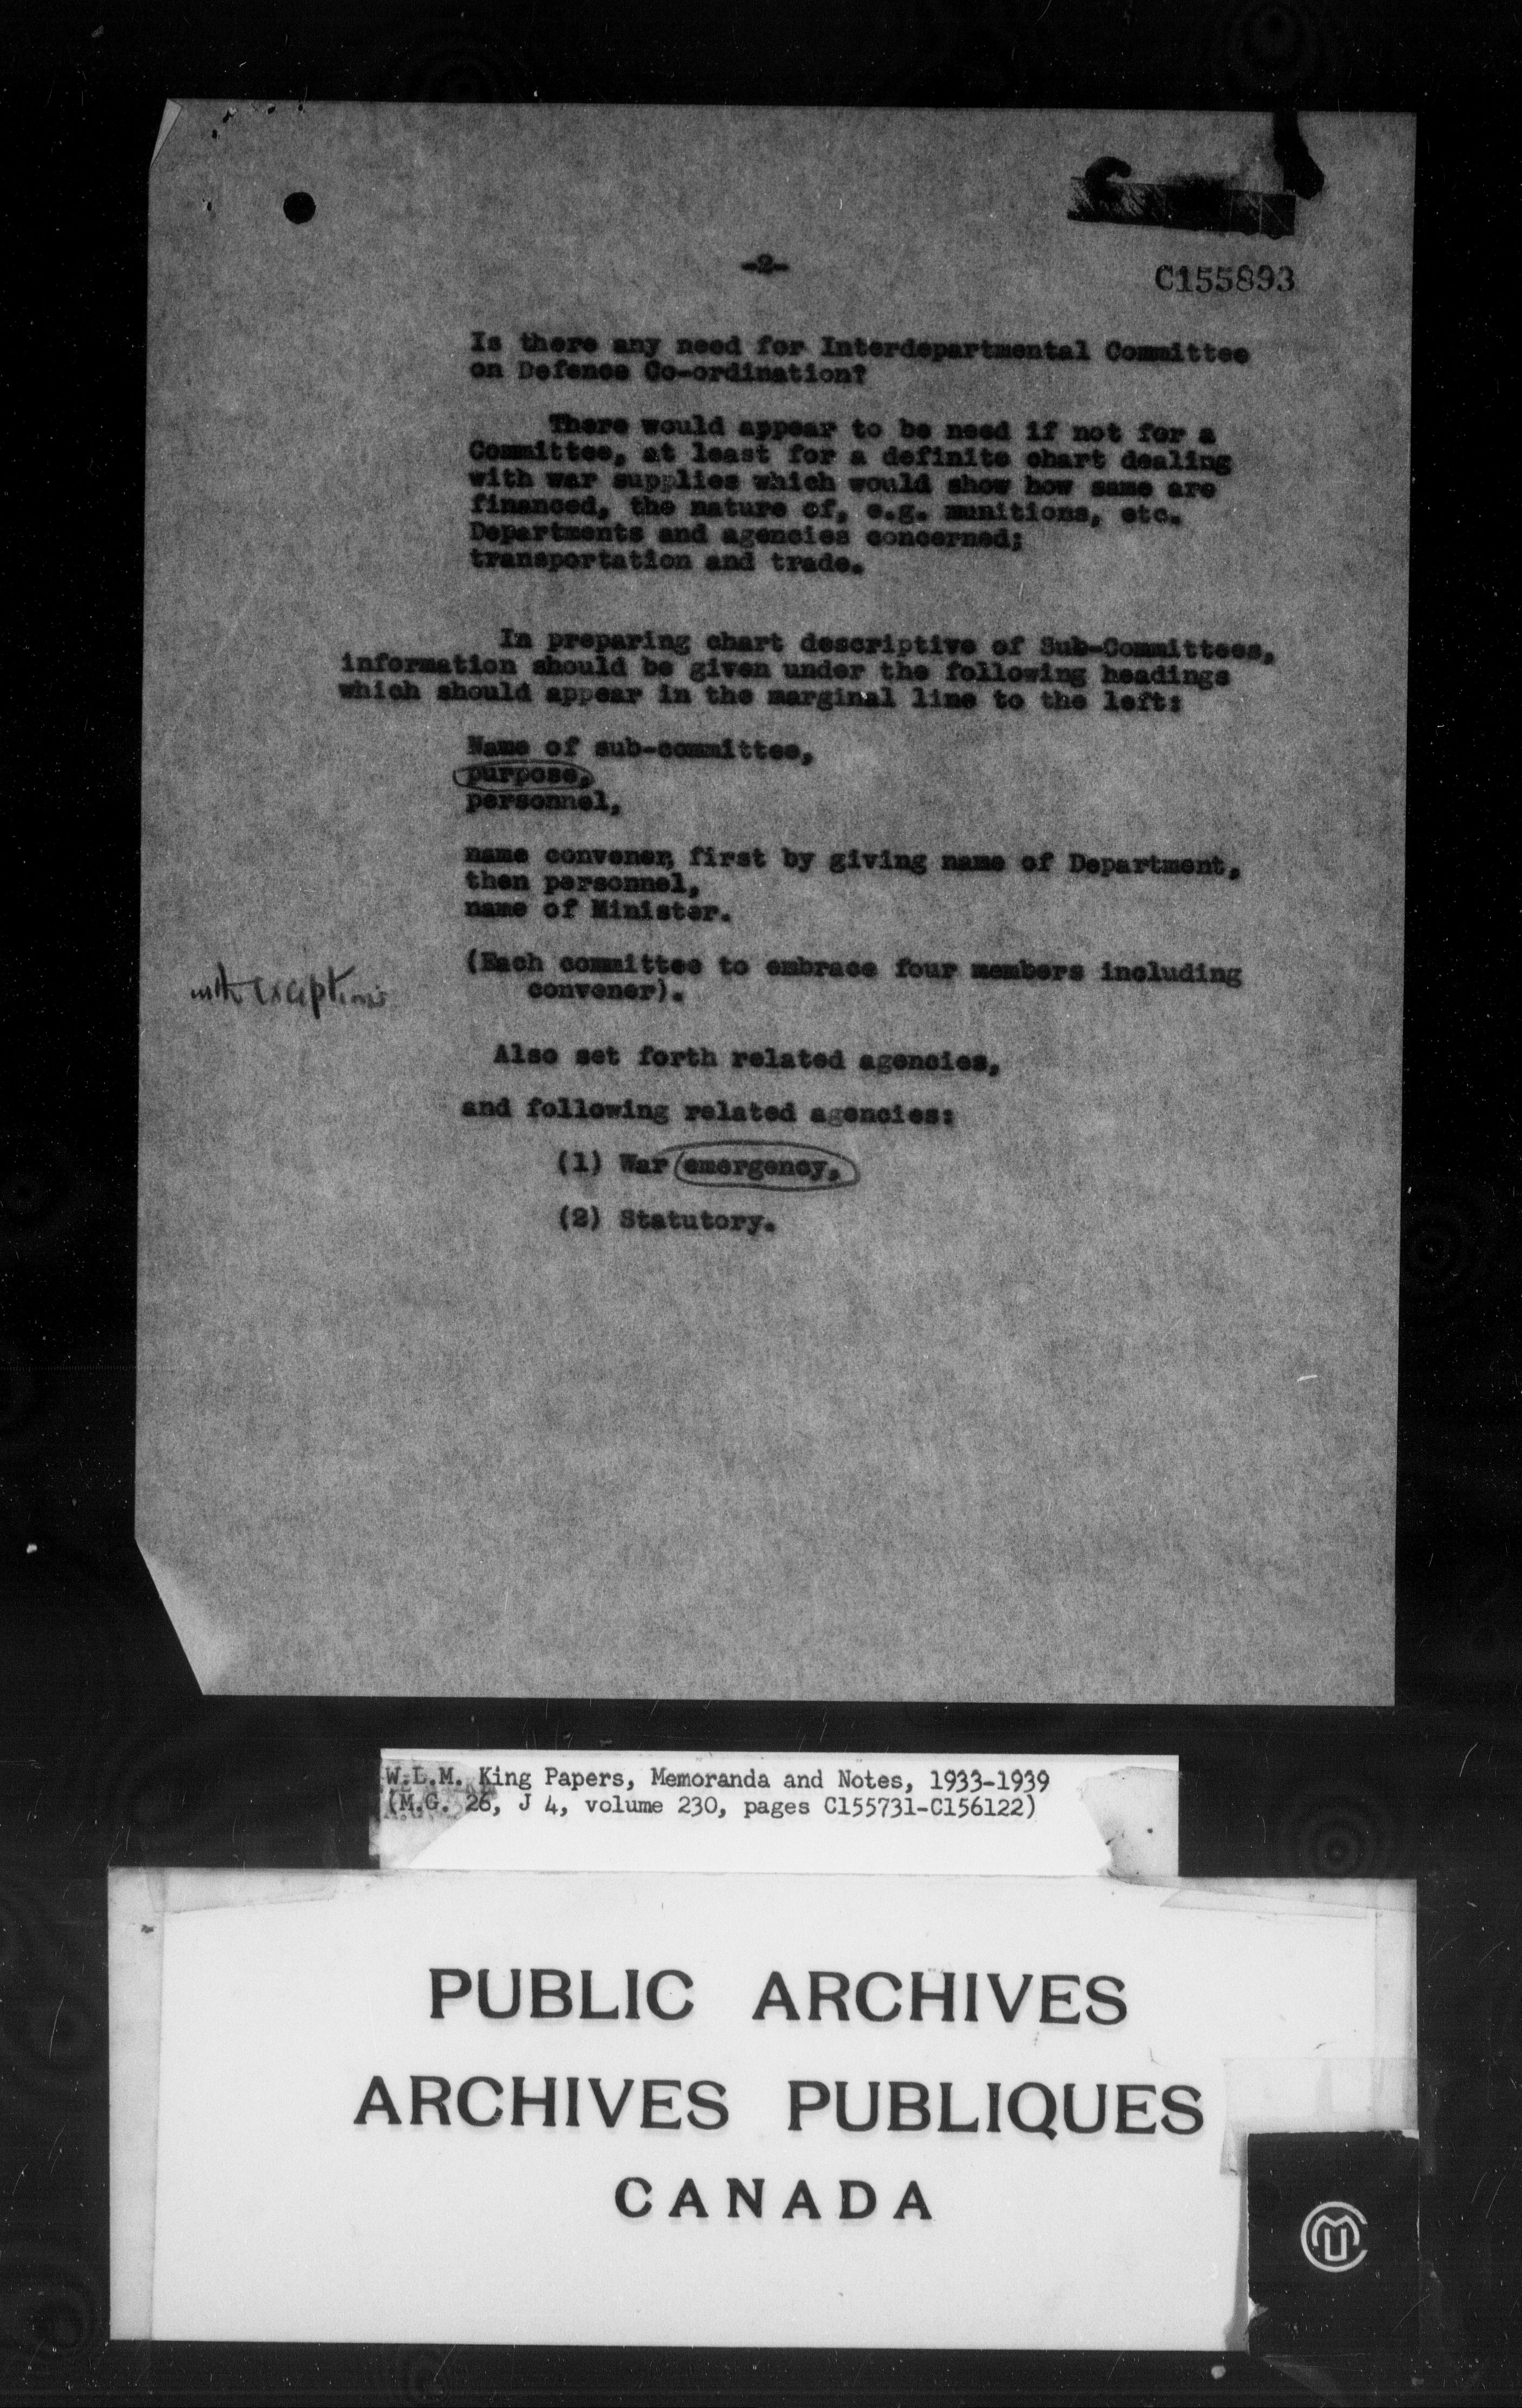 -2-
C155893
Is there any need for Interdepartmental Committee
on Defence Co-ordination?
There would appear to be need if not for a
Committee, at least for a definite chart dealing
with war supplies which would show how same are
financed, the nature of, e.g. munitions, etc.
Departments and agencies concerned;
transportation and trade.
In preparing chart descriptive of Sub-Committees,
information should be given under the following headings
which should appear in the marginal line to the left:
Name of sub-committee,
purpose,
personnel,
name convener, first by giving name of Department,
then personnel,
name of Minister.
(Each committee to embrace four members including
convener).
with exceptions
Also set forth related agencies,
and following related agencies:
(1) War emergency,
(2) Statutory.
W.L.M. King Papers, Memoranda and Notes, 1933-1939
(M.G. 26, J 4, volume 230, pages C155731-C156122)
PUBLIC ARCHIVES
ARCHIVES PUBLIQUES
CANADA